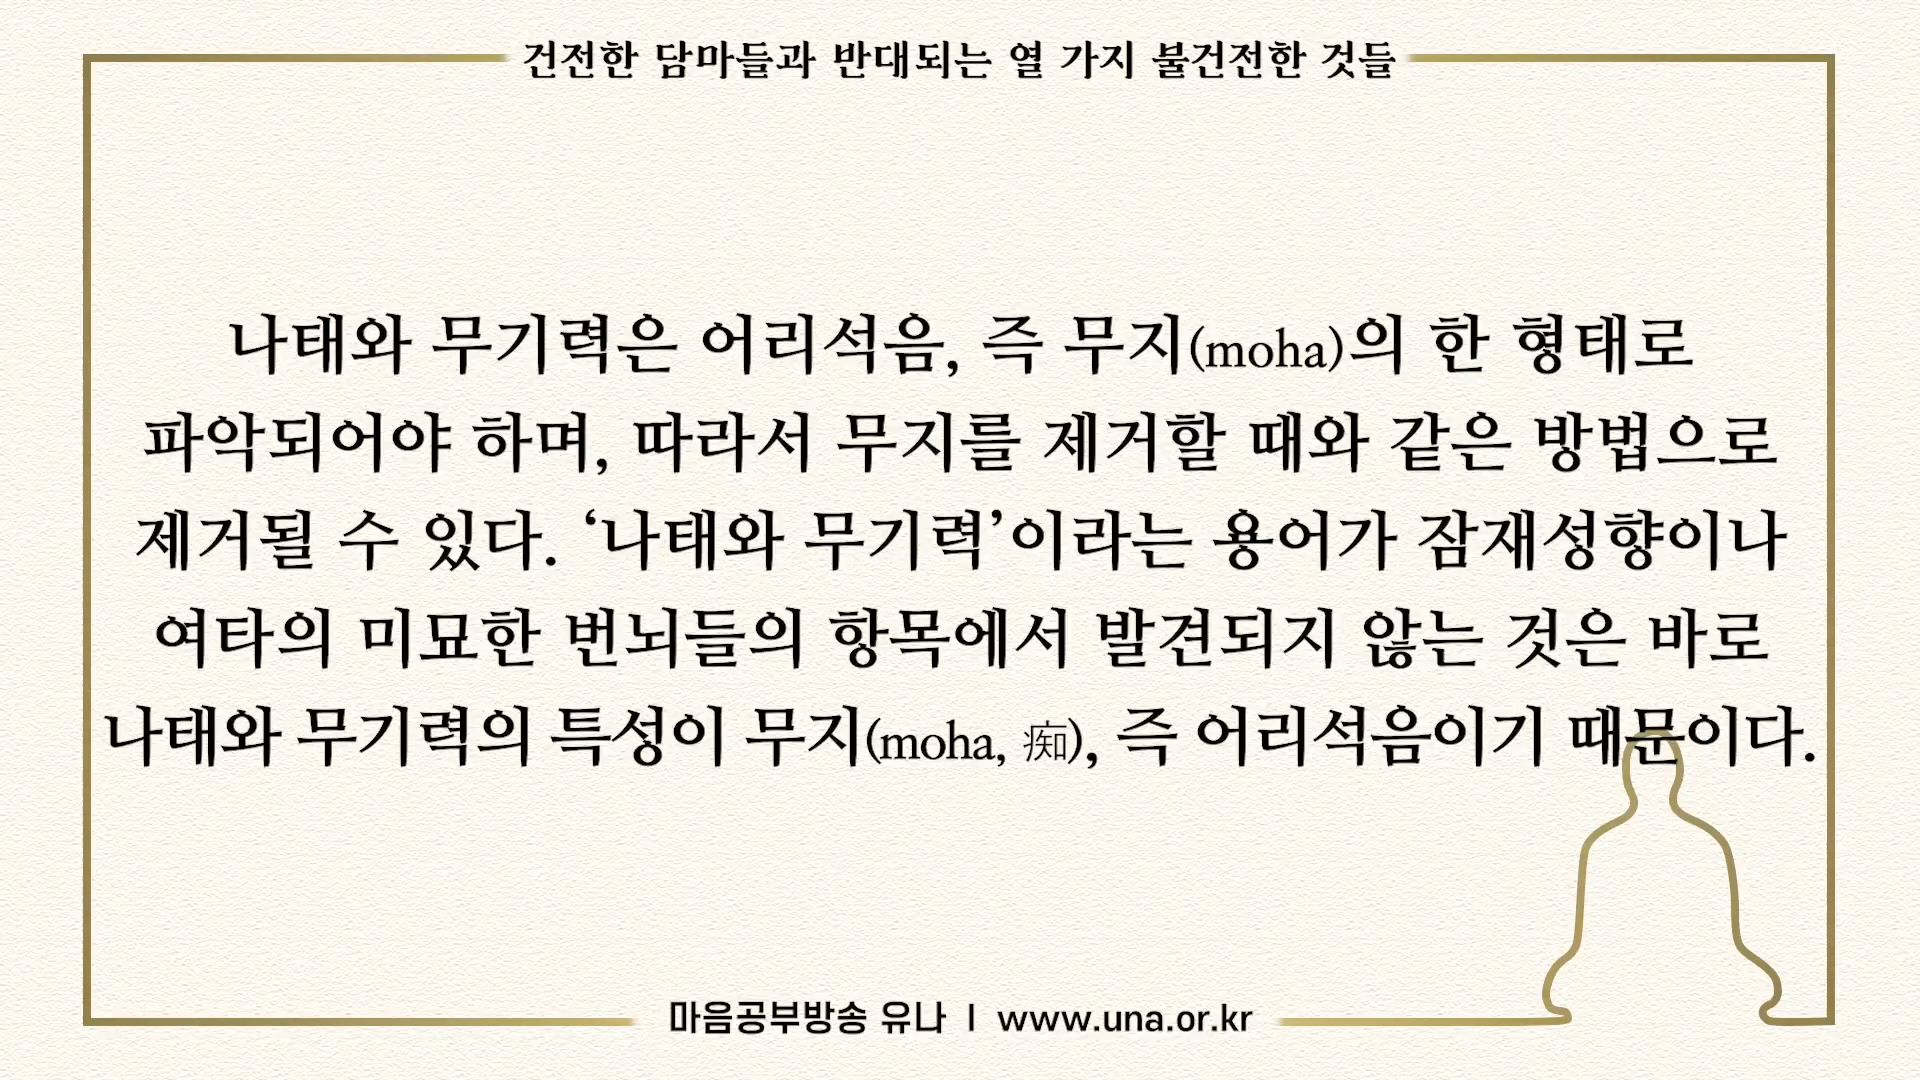 건전한 담마들과 반대되는 열 가지 불건전한 것들
나태와 무기력은 어리석음, 즉 무지(moha)의 한 형태로
파악되어야 하며, 따라서 무지를 제거할 때와 같은 방법으로
제거될 수 있다. ‘나태와 무기력’이라는 용어가 잠재성향이나
여타의 미묘한 번뇌들의 항목에서 발견되지 않는 것은 바로
나태와 무기력의 특성이 무지(moha, 痴), 즉 어리석음이기 때문이다.
마음공부방송 유나 ㅣ www.una.or.kr